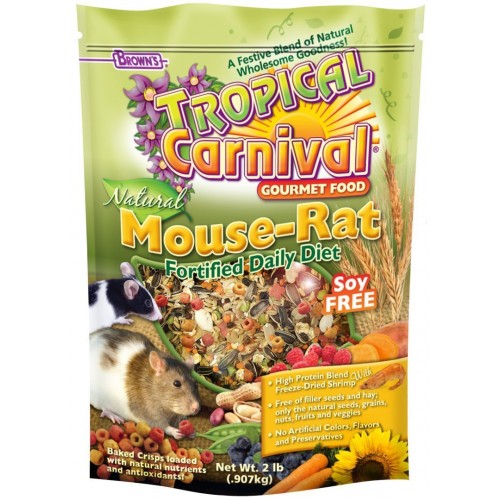 BROWN'S
A Festive Blend of Natural
Wholesome Goodness!
TROPICAL
Carnival®
GOURMET FOOD
Natural
Mouse-Rat
Fortified Daily Diet
Soy
FREE
• High Protein Blend With
Freeze-Dried Shrimp
• Free of filler seeds and hay;
only the natural seeds, grains,
nuts, fruits and veggies
• No Artificial Colors, Flavors
and Preservatives
Baked Crisps loaded
with natural nutrients
and antioxidants!
Net Wt. 2 lb
(.907kg)